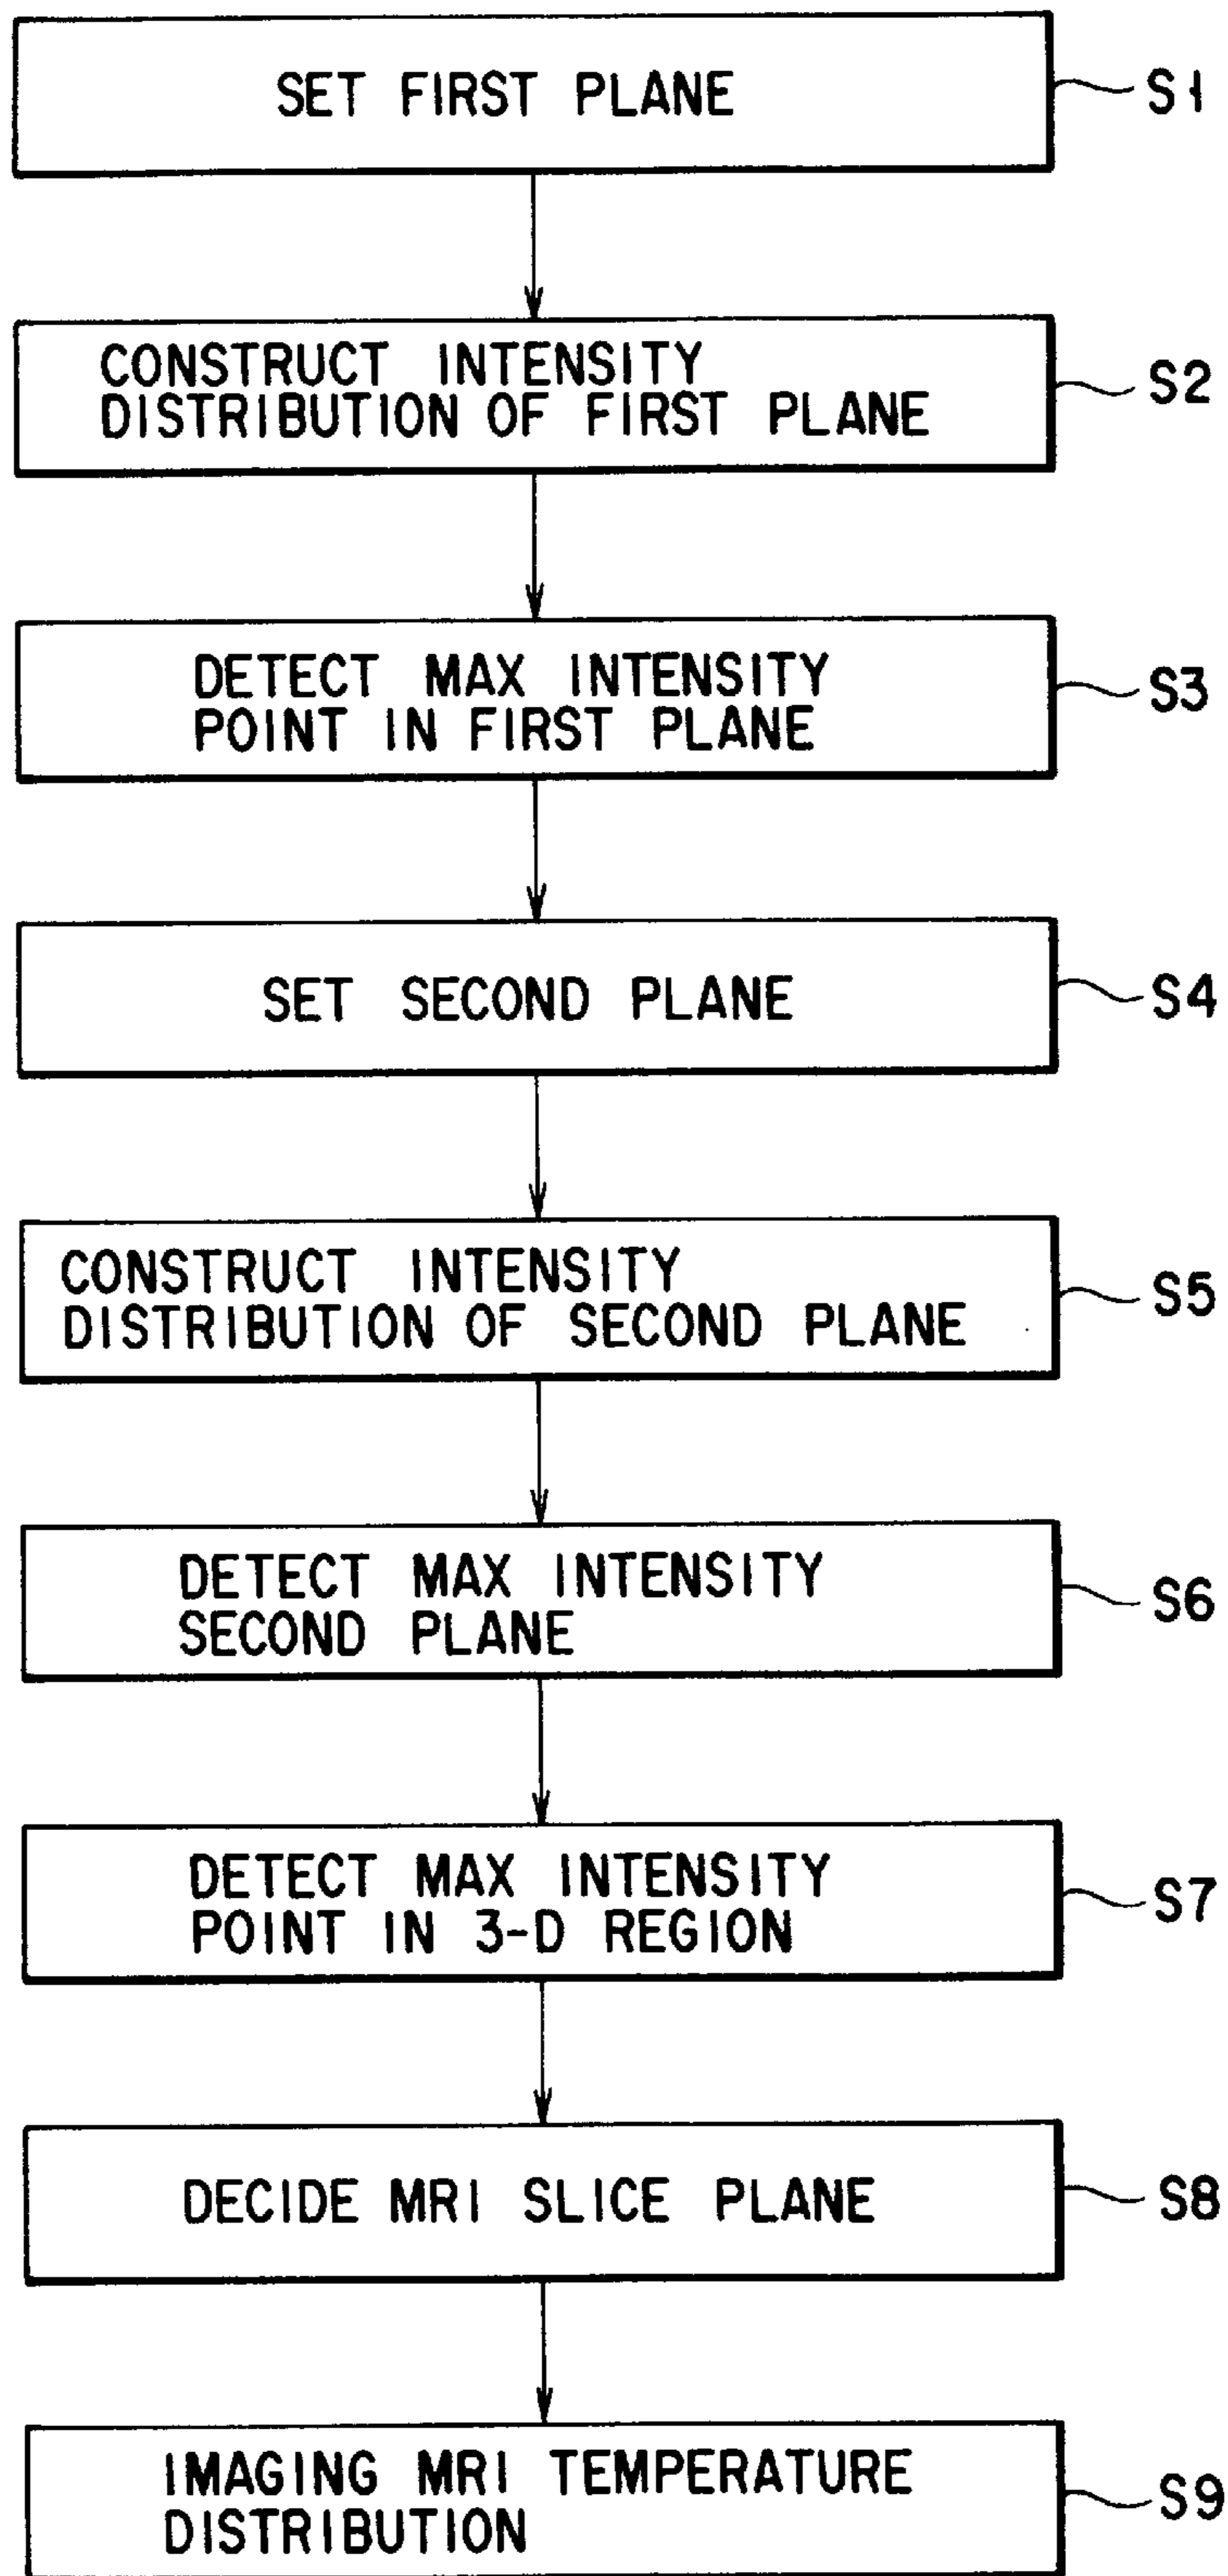 SET FIRST PLANE
S1
CONSTRUCT INTENSITY
DISTRIBUTION OF FIRST PLANE
S2
DETECT MAX INTENSITY
POINT IN FIRST PLANE
S3
SET SECOND PLANE
S4
CONSTRUCT INTENSITY
DISTRIBUTION OF SECOND PLANE
S5
DETECT MAX INTENSITY
SECOND PLANE
S6
DETECT MAX INTENSITY
POINT IN 3-D REGION
S7
DECIDE MRI SLICE PLANE
S8
IMAGING MRI TEMPERATURE
DISTRIBUTION
S9